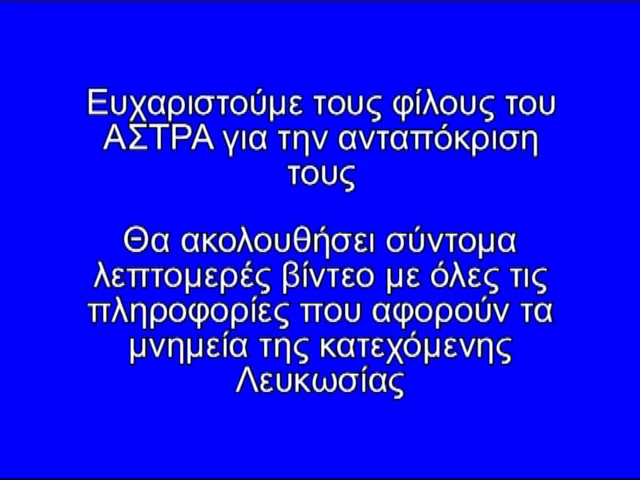 Ευχαριστούμε τους φίλους του
ΑΣΤΡΑ για την ανταπόκριση
τους
Θα ακολουθήσει σύντομα
λεπτομερές βίντεο με όλες τις
πληροφορίες που αφορούν τα
μνημεία της κατεχόμενης
Λευκωσίας